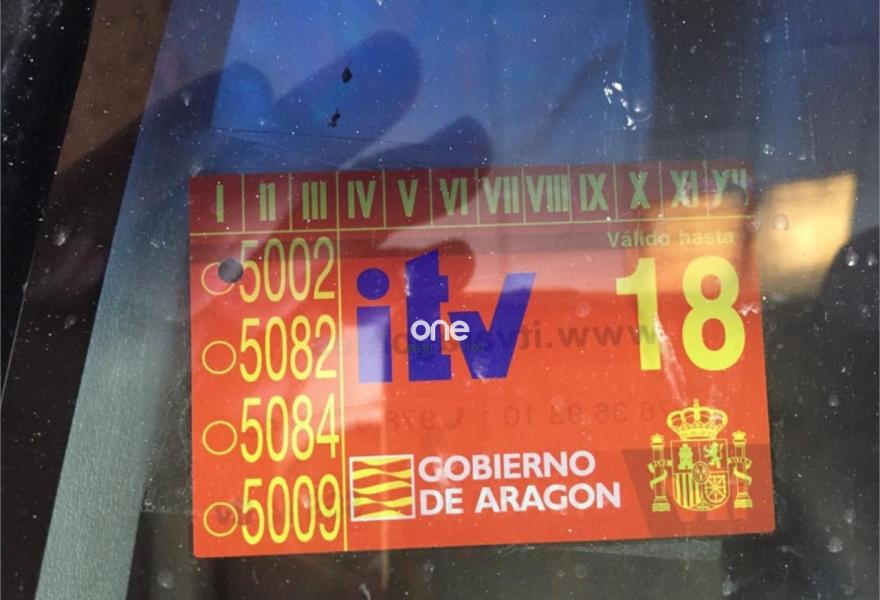 I II III IV V VI VII VIII IX X XI XII
Válido hasta
5002
itv
18
5082
one
5084
5009
GOBIERNO
DE ARAGON